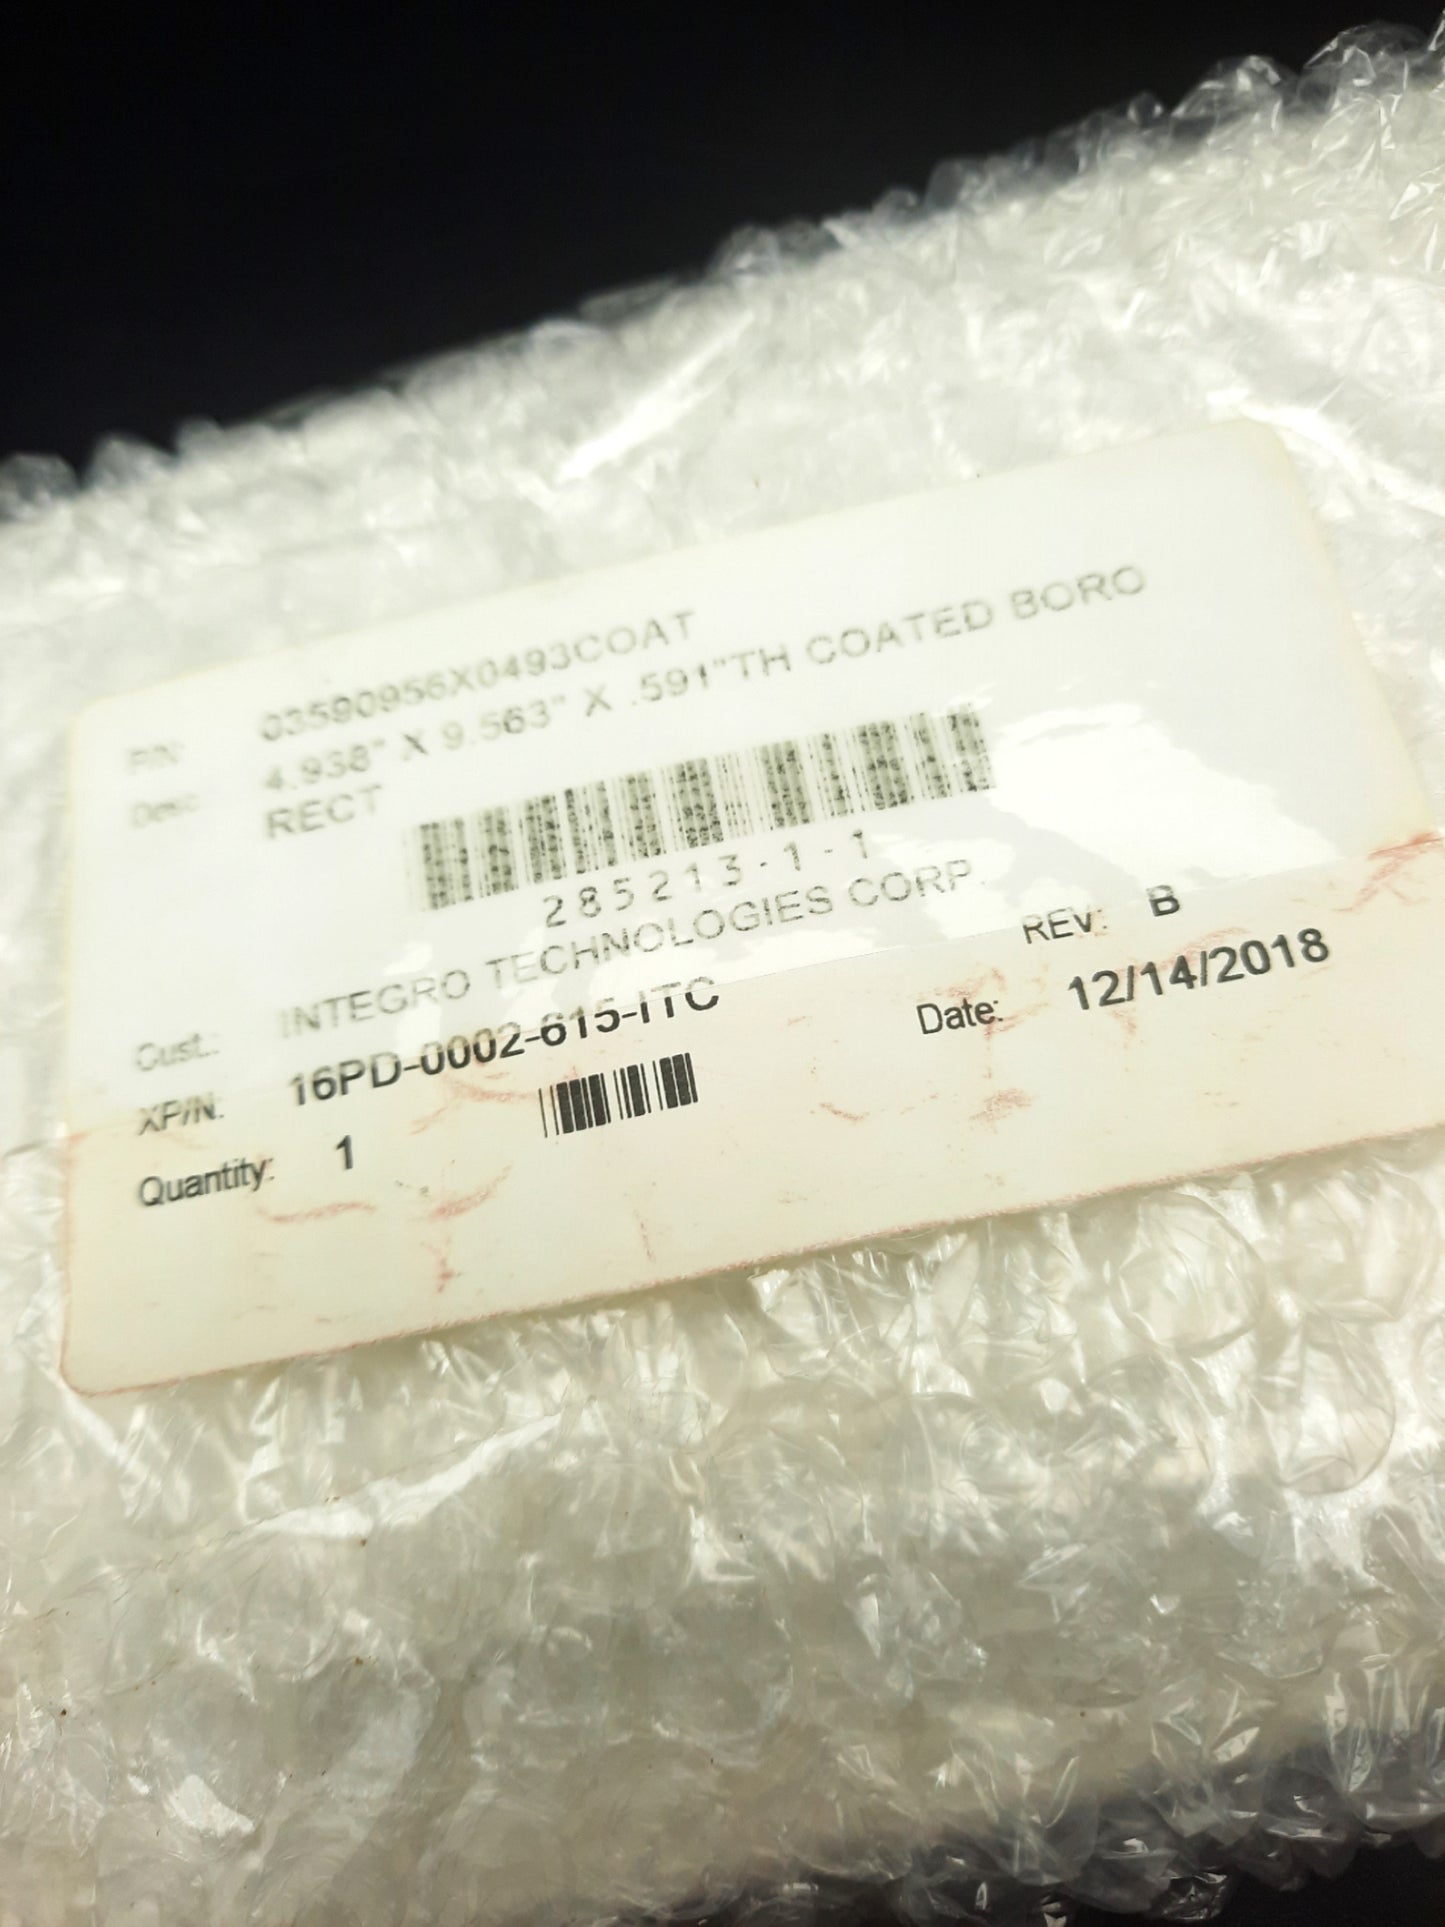 P/N: 03590956X0493COAT
Desc: 4.938" X 9.563" X .591"TH COATED BORO
RECT
285213-1-1
Cust.: INTEGRO TECHNOLOGIES CORP.
REV: B
XP/N: 16PD-0002-615-ITC
Date: 12/14/2018
Quantity: 1